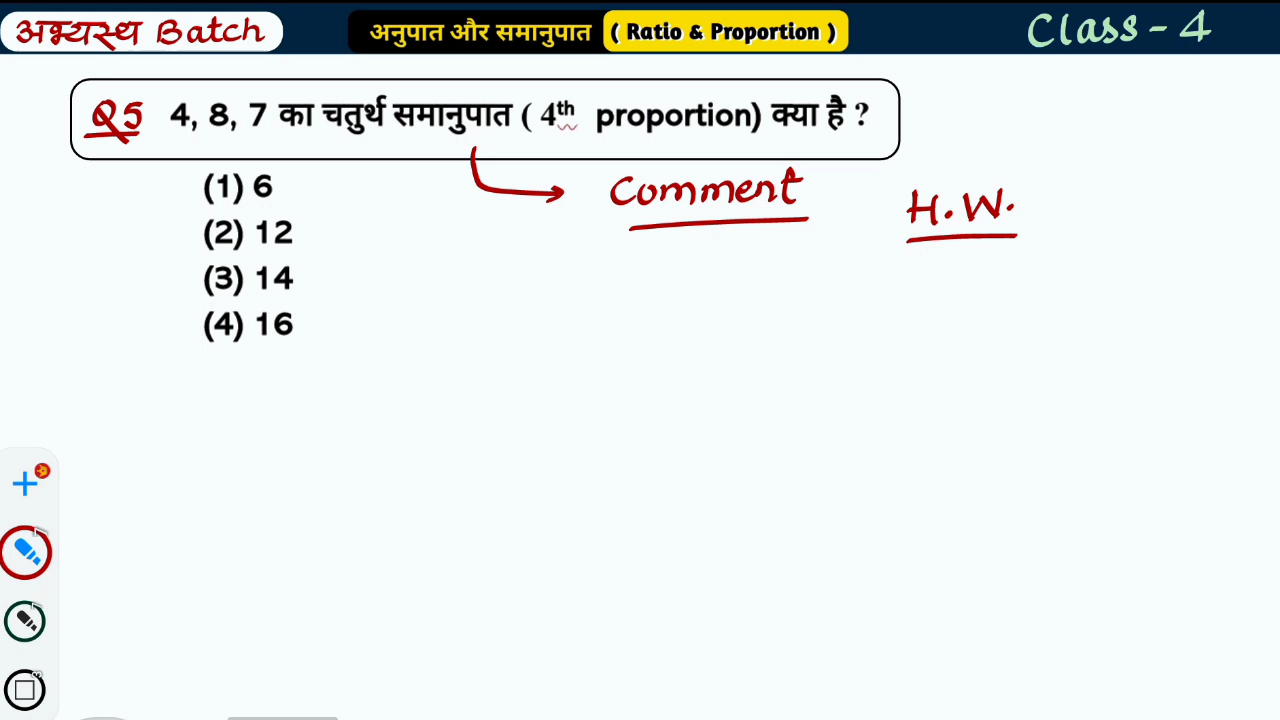 अभ्यस्थ Batch
अनुपात और समानुपात ( Ratio & Proportion )
Class - 4
Q5 4, 8, 7 का चतुर्थ समानुपात ( 4th proportion) क्या है ?
(1) 6
Comment
H.W.
(2) 12
(3) 14
(4) 16